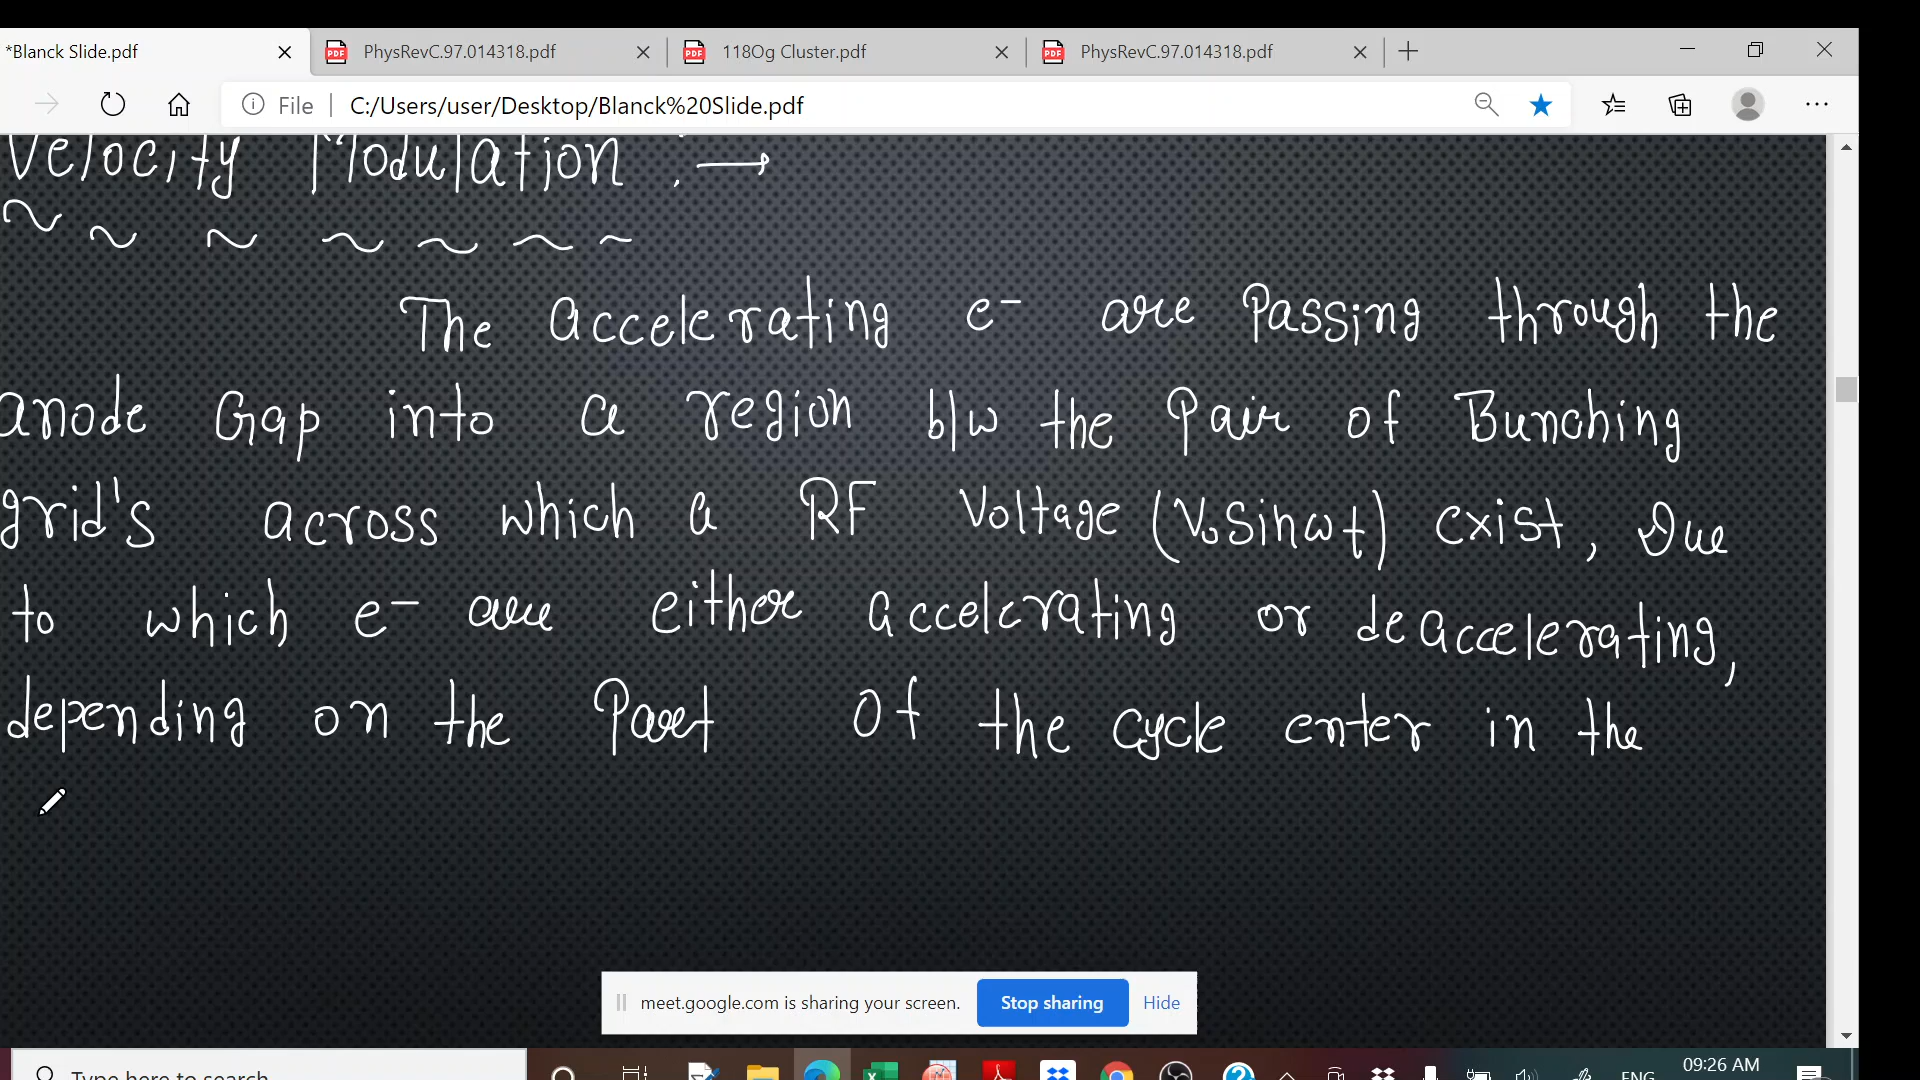 *Blanck Slide.pdf
PhysRevC.97.014318.pdf
118Og Cluster.pdf
PhysRevC.97.014318.pdf
File
C:/Users/user/Desktop/Blanck%20Slide.pdf
Velocity Modulation :→
The accelerating e⁻ are Passing through the
anode Gap into a region b/w the Pair of Bunching
grid's across which a RF Voltage (V₀Sinωt) exist, Due
to which e⁻ are either accelerating or deaccelerating,
depending on the Part Of the cycle enter in the
meet.google.com is sharing your screen.
Stop sharing
Hide
Type here to search
ENG
09:26 AM